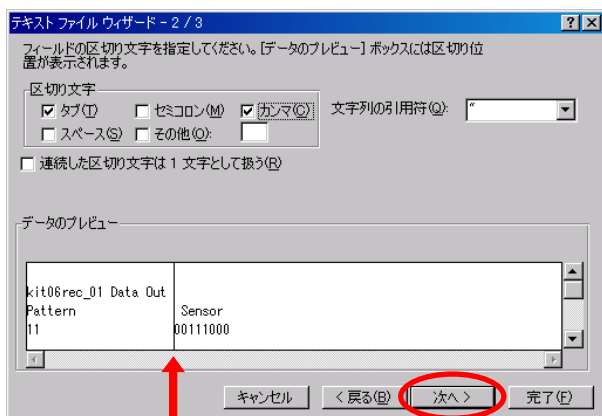 テキスト ファイル ウィザード - 2 / 3
フィールドの区切り文字を指定してください。[データのプレビュー] ボックスには区切り位
置が表示されます。
区切り文字
タブ(T) セミコロン(M) カンマ(C) 文字列の引用符(Q): "
スペース(S) その他(O):
連続した区切り文字は 1 文字として扱う(R)
データのプレビュー
kit06rec_01 Data Out
Pattern Sensor
11 00111000
キャンセル < 戻る(B) 次へ > 完了(F)